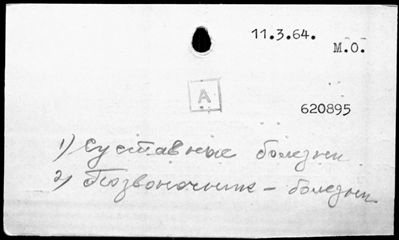 11.3.64.
М.О.
А
620895
1) Суставные болезни
2) Позвоночник - болезни